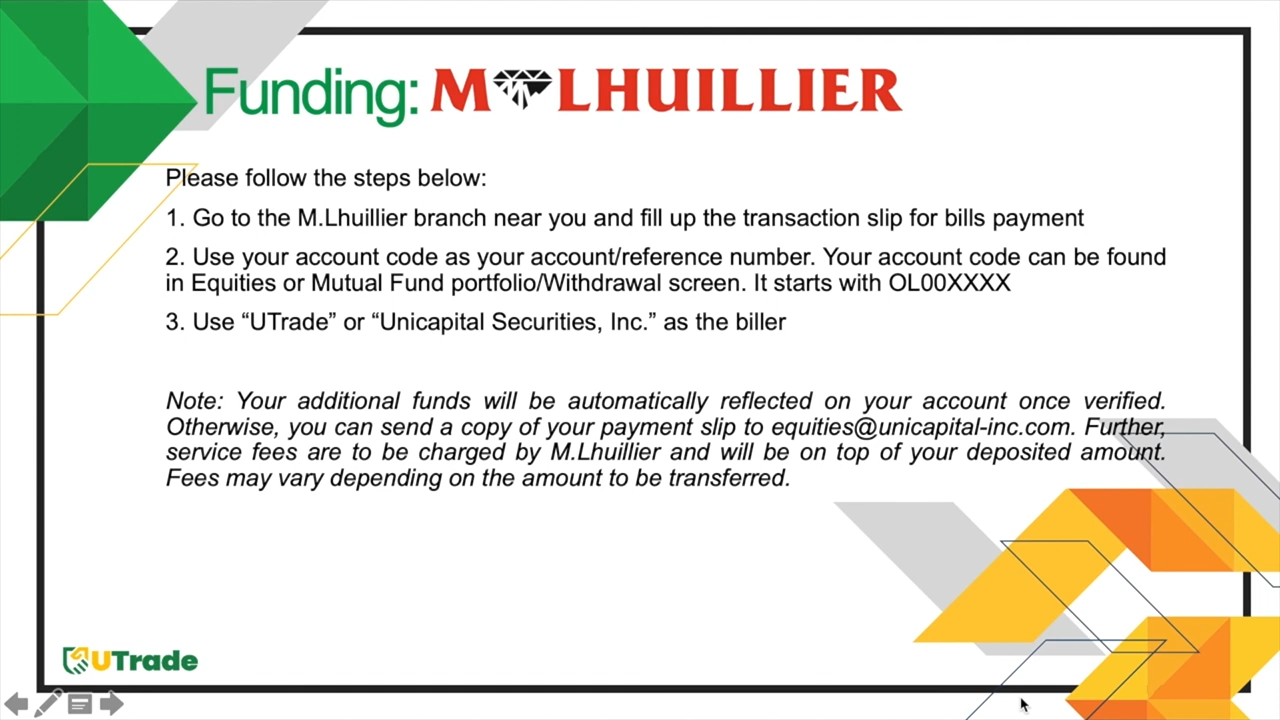 Funding: M LHUILLIER
Please follow the steps below:
1. Go to the M.Lhuillier branch near you and fill up the transaction slip for bills payment
2. Use your account code as your account/reference number. Your account code can be found
in Equities or Mutual Fund portfolio/Withdrawal screen. It starts with OL00XXXX
3. Use “UTrade” or “Unicapital Securities, Inc.” as the biller
Note: Your additional funds will be automatically reflected on your account once verified.
Otherwise, you can send a copy of your payment slip to equities@unicapital-inc.com. Further,
service fees are to be charged by M.Lhuillier and will be on top of your deposited amount.
Fees may vary depending on the amount to be transferred.
UTrade